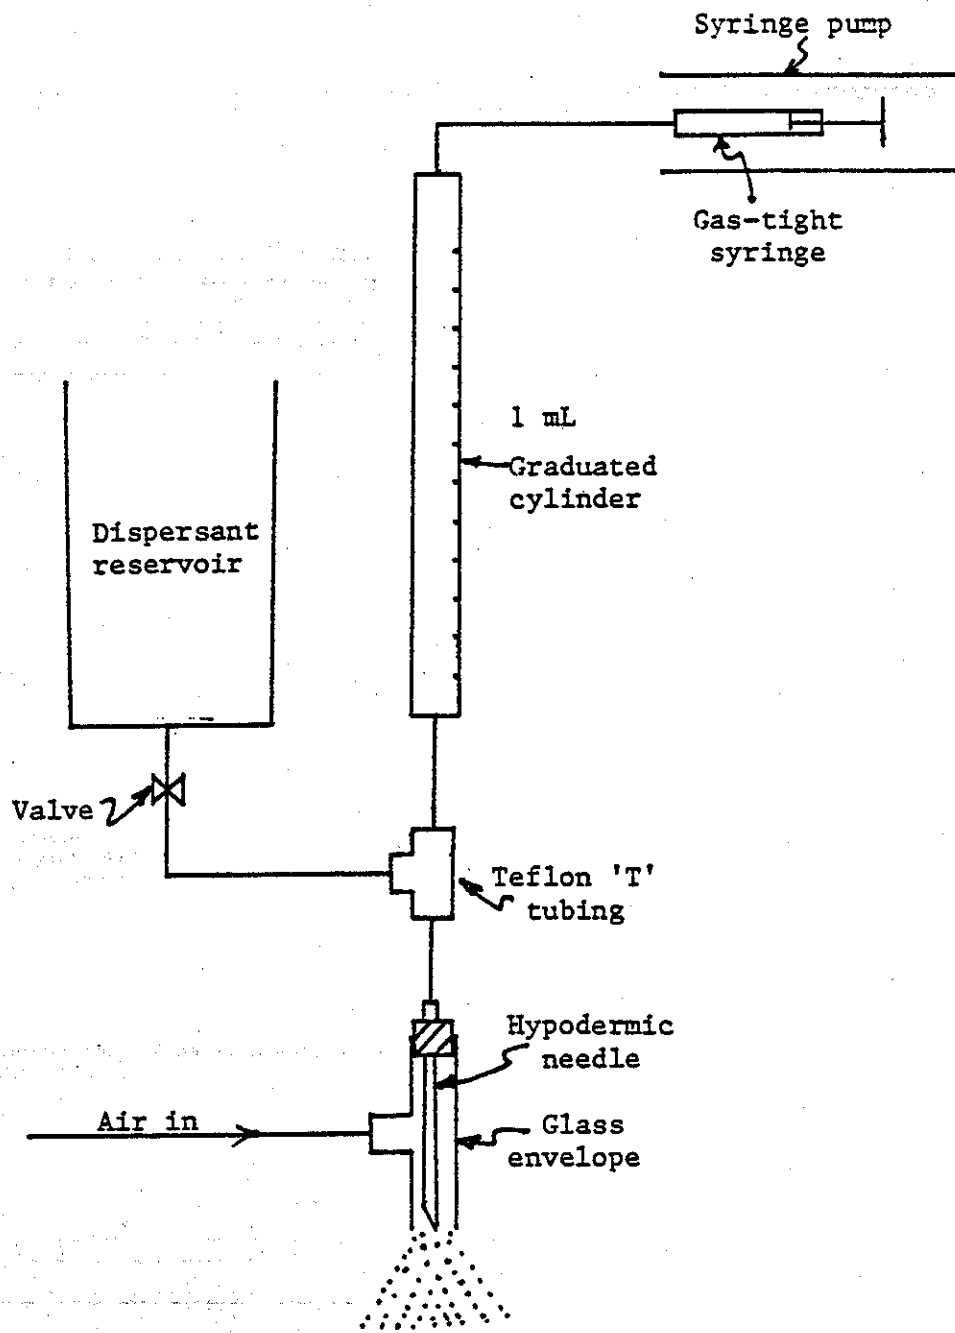 Syringe pump
Gas-tight
syringe
1 mL
Graduated
cylinder
Dispersant
reservoir
Valve
Teflon 'T'
tubing
Hypodermic
needle
Air in
Glass
envelope